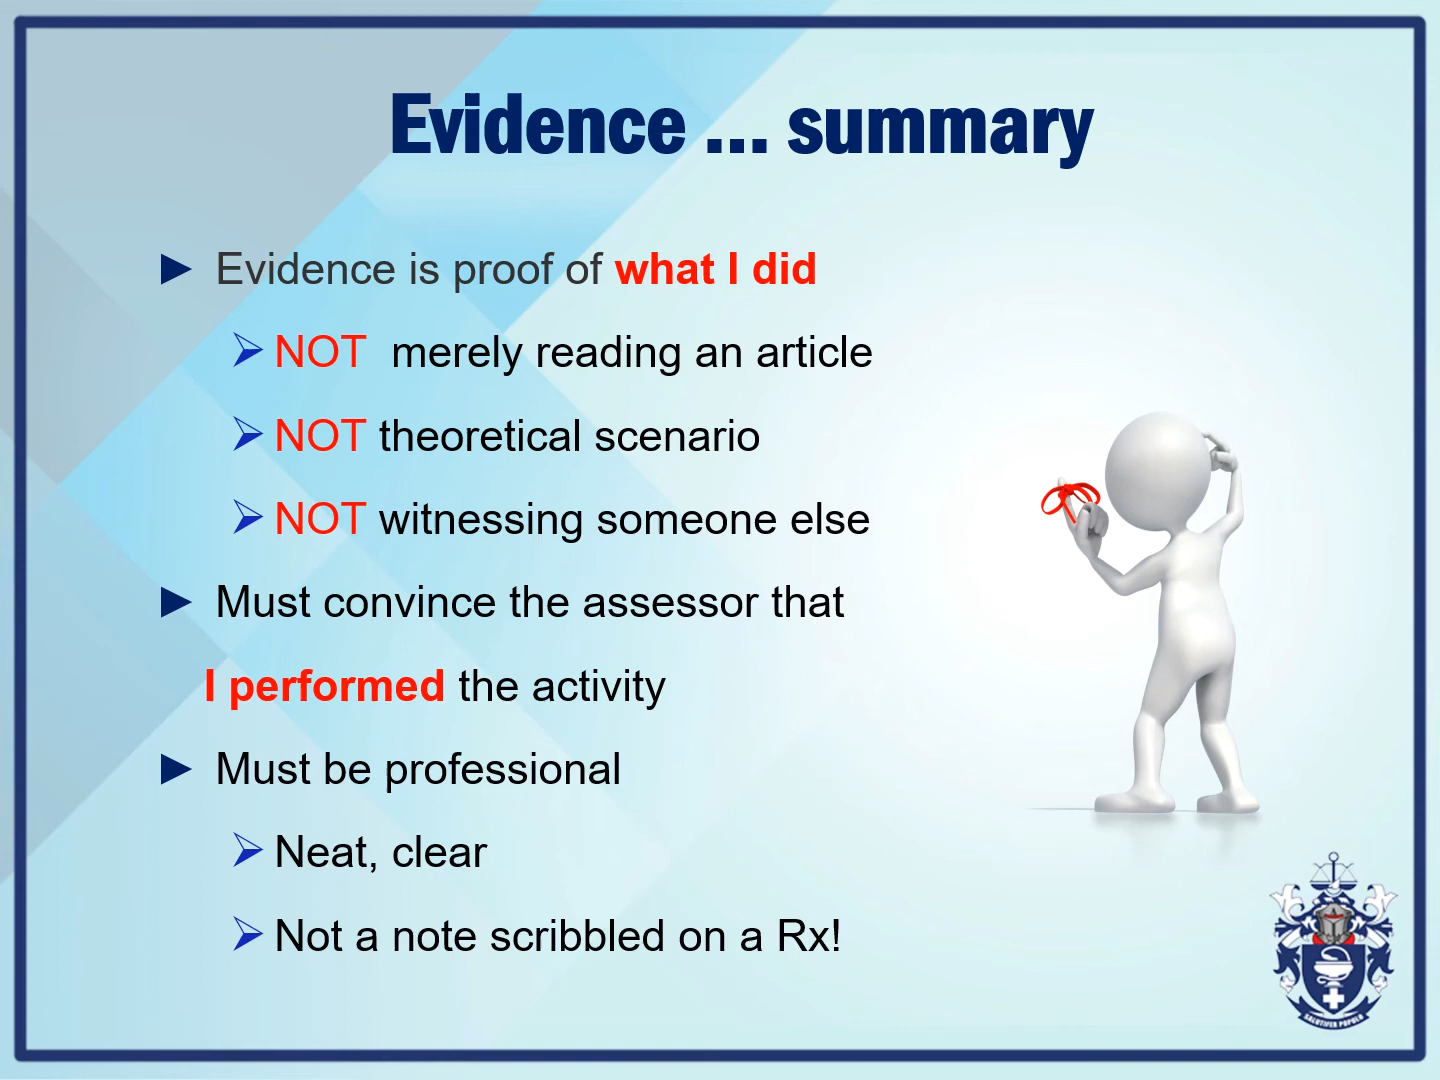 Evidence ... summary
Evidence is proof of what I did
NOT merely reading an article
NOT theoretical scenario
NOT witnessing someone else
Must convince the assessor that
I performed the activity
Must be professional
Neat, clear
Not a note scribbled on a Rx!
SALUTIFER POPULO